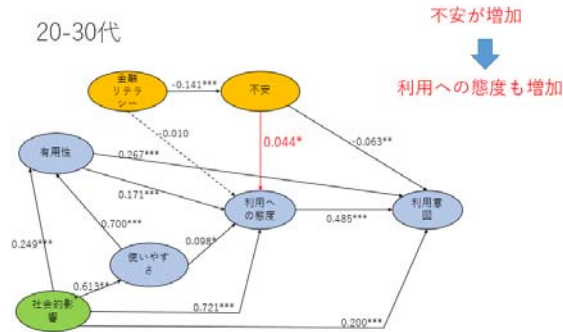 20-30代
不安が増加
利用への態度も増加
金融
リテラ
シー
-0.141***
不安
-0.010
0.044*
-0.063**
有用性
0.267***
0.171***
利用へ
の態度
0.485***
利用意
図
0.700***
0.098*
0.249***
使いやす
さ
0.613**
社会的影
響
0.721***
0.200***